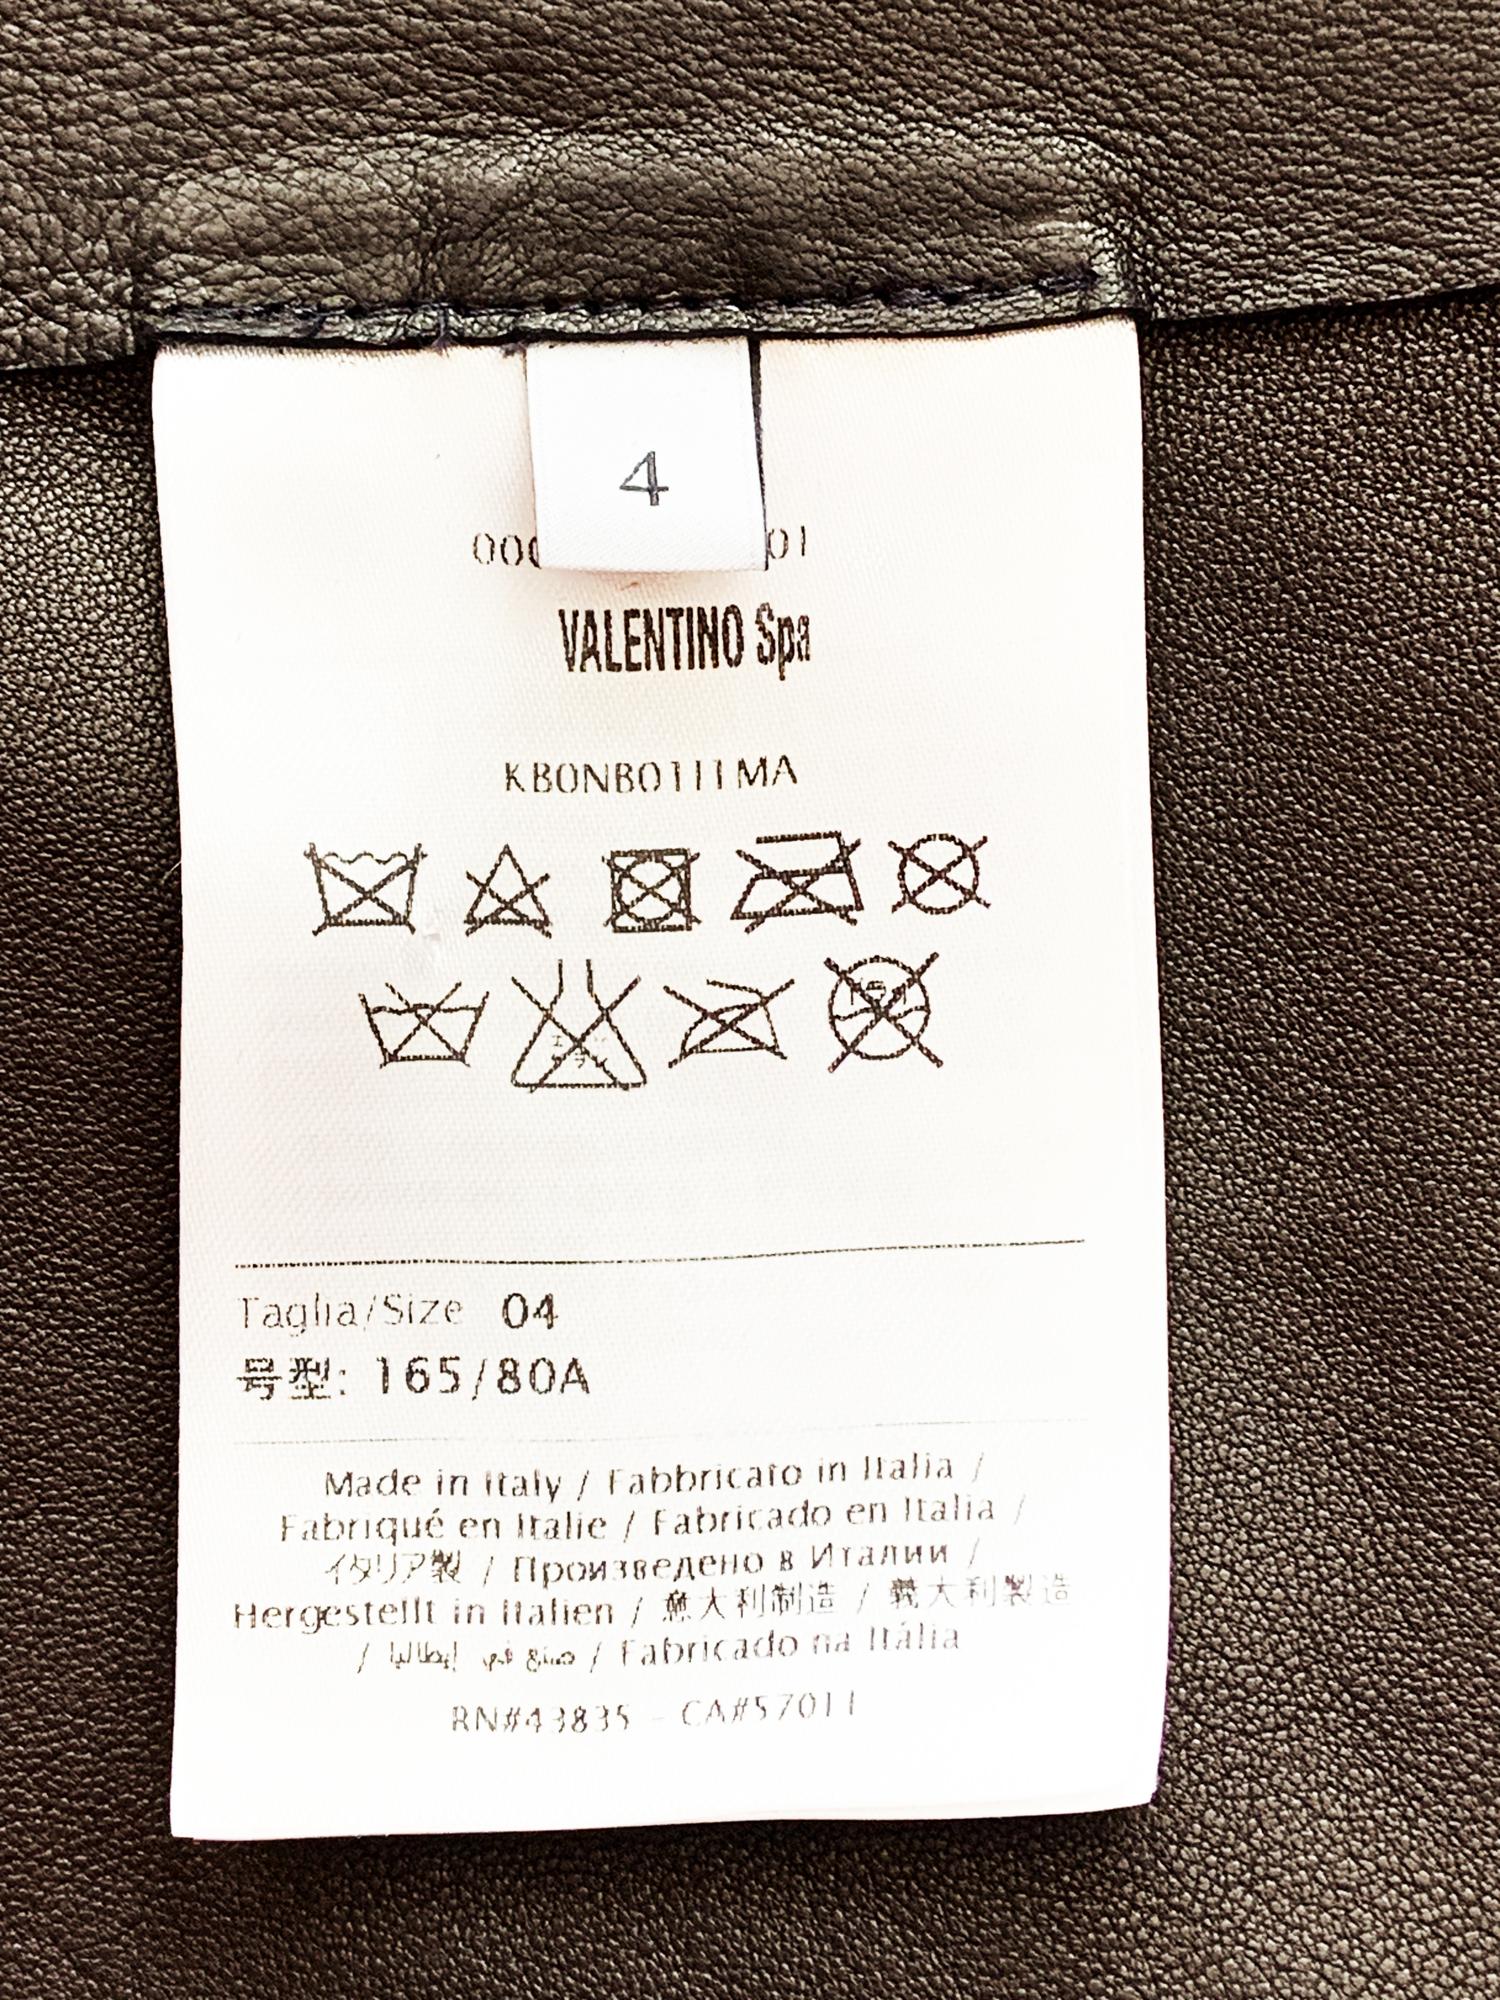 4
VALENTINO Spa
KB0NB01I1MA
Taglia/Size 04
号型: 165/80A
Made in Italy / Fabbricato in Italia /
Fabriqué en Italie / Fabricado en Italia /
イタリア製 / Произведено в Италии /
Hergestellt in Italien / 意大利制造 / 義大利製造
/ صنع في إيطاليا / Fabricado na Itália
RN#43835 - CA#57011